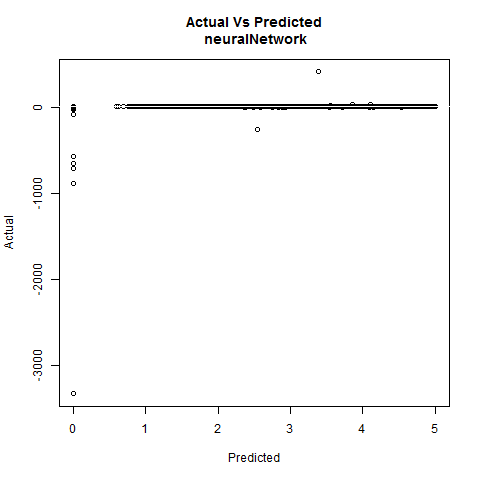 Actual Vs Predicted
neuralNetwork
0
-1000
-2000
-3000
Actual
0 1 2 3 4 5
Predicted